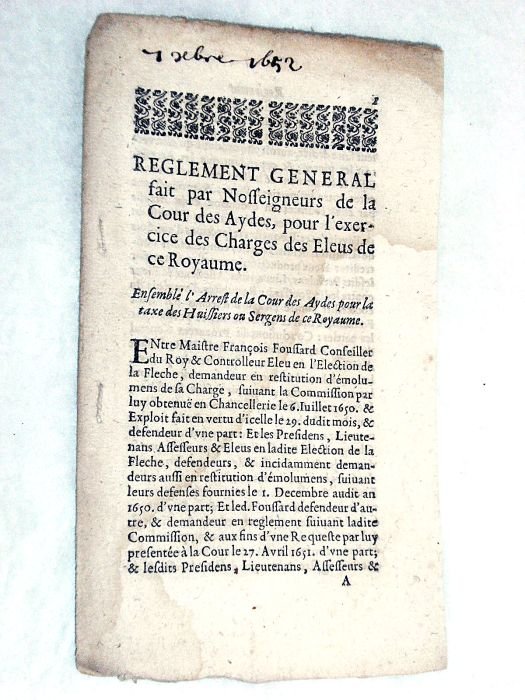 7 xbre 1652
1
REGLEMENT GENERAL
fait par Noſſeigneurs de la
Cour des Aydes, pour l'exer-
cice des Charges des Eleus de
ce Royaume.
Enſemble l'Arreſt de la Cour des Aydes pour la
taxe des Huiſſiers ou Sergens de ce Royaume.
ENtre Maiſtre François Fouſſard Conſeiller
du Roy & Controlleur Eleu en l'Election de
la Fleche, demandeur en reſtitution d'émolu-
mens de ſa Charge, ſuivant la Commiſſion par
luy obtenuë en Chancellerie le 6. Iuillet 1650. &
Exploit fait en vertu d'icelle le 29. dudit mois, &
defendeur d'vne part: Et les Preſidens, Lieute-
nans Aſſeſſeurs & Eleus en ladite Election de la
Fleche, defendeurs, & incidamment deman-
deurs auſſi en reſtitution d'émolumens, ſuivant
leurs defenſes fournies le 1. Decembre audit an
1650. d'vne part; Et led. Fouſſard defendeur d'au-
tre, & demandeur en reglement ſuivant ladite
Commiſſion, & aux fins d'vne Requeſte par luy
preſentée à la Cour le 27. Avril 1651. d'vne part;
& leſdits Preſidens, Lieutenans, Aſſeſſeurs &
A